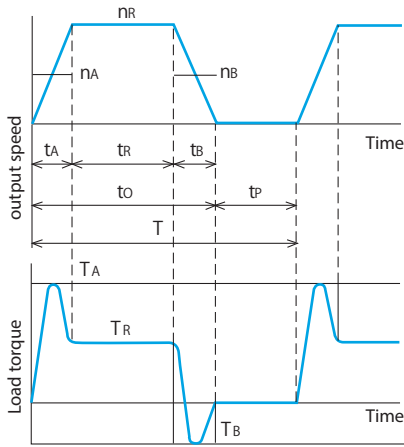 nR
nA
nB
output speed
Time
tA
tR
tB
tO
tP
T
TA
TR
Load torque
TB
Time